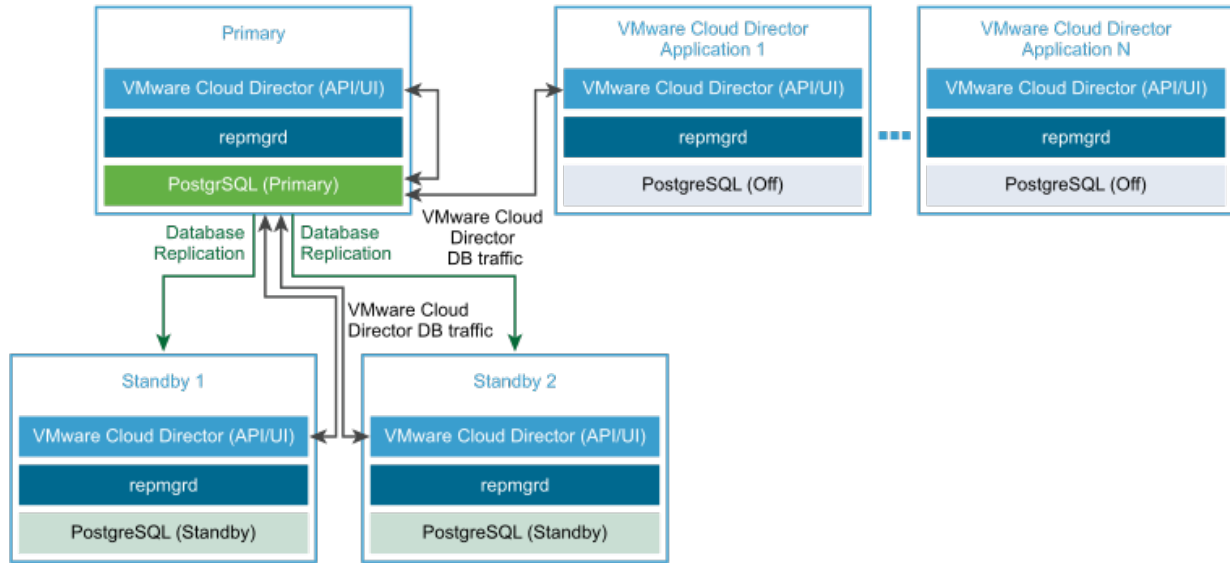 Primary
VMware Cloud Director (API/UI)
repmgrd
PostgrSQL (Primary)
VMware Cloud Director
Application 1
VMware Cloud Director (API/UI)
repmgrd
PostgreSQL (Off)
VMware Cloud Director
Application N
VMware Cloud Director (API/UI)
repmgrd
PostgreSQL (Off)
Database
Replication
Database
Replication
VMware Cloud
Director
DB traffic
VMware Cloud
Director DB traffic
Standby 1
VMware Cloud Director (API/UI)
repmgrd
PostgreSQL (Standby)
Standby 2
VMware Cloud Director (API/UI)
repmgrd
PostgreSQL (Standby)